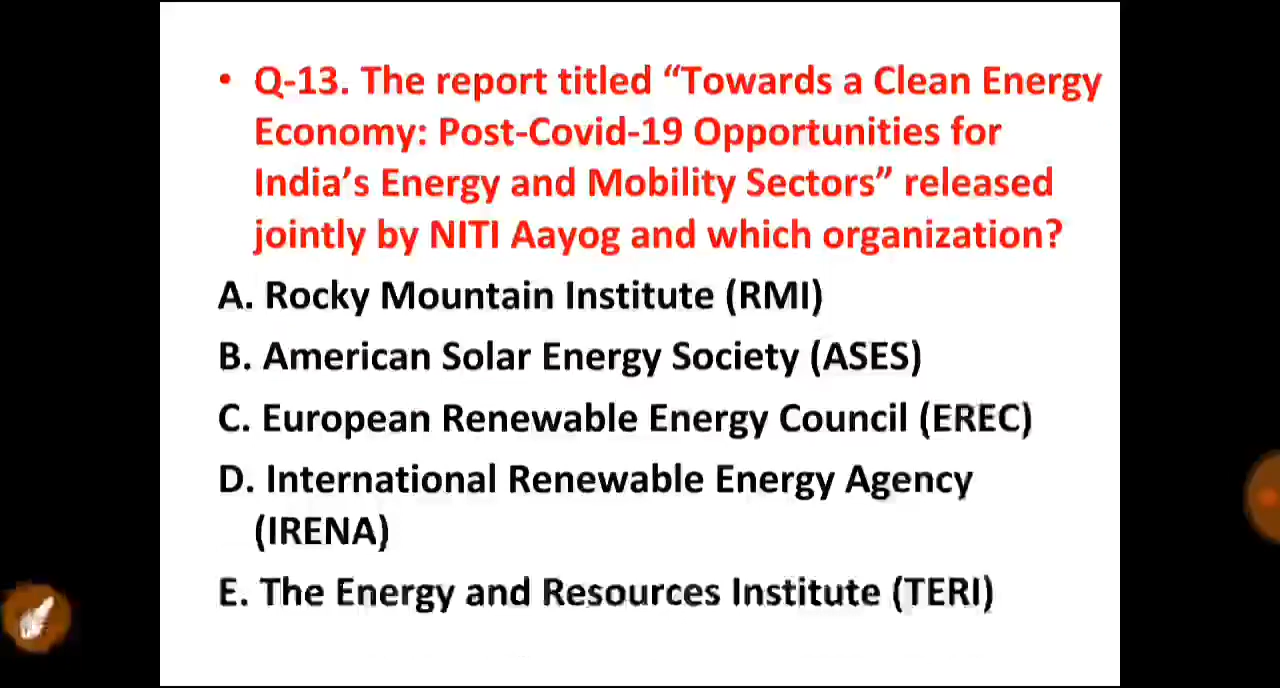 • Q-13. The report titled “Towards a Clean Energy
Economy: Post-Covid-19 Opportunities for
India’s Energy and Mobility Sectors” released
jointly by NITI Aayog and which organization?
A. Rocky Mountain Institute (RMI)
B. American Solar Energy Society (ASES)
C. European Renewable Energy Council (EREC)
D. International Renewable Energy Agency
(IRENA)
E. The Energy and Resources Institute (TERI)